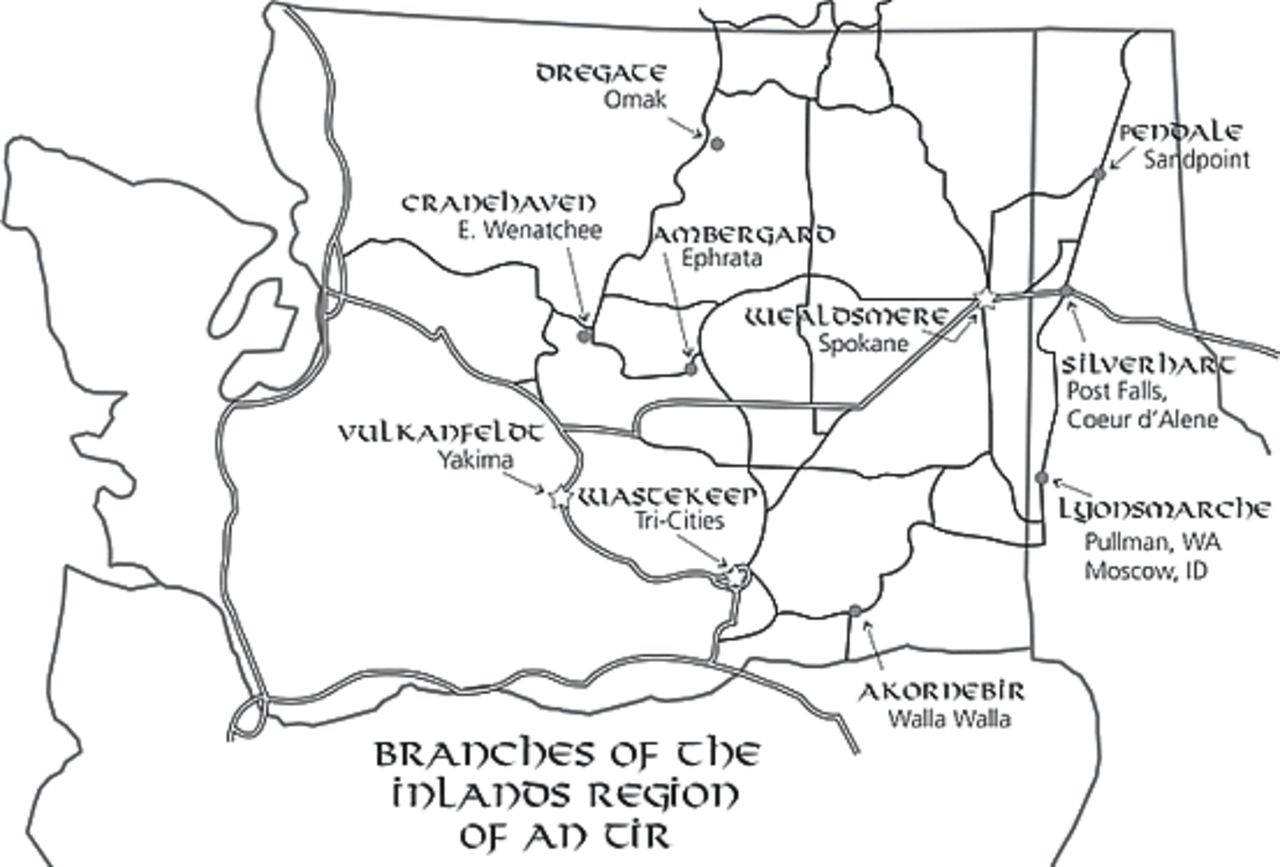 DREGATE
Omak
PENDALE
Sandpoint
CRANEHAVEN
E. Wenatchee
AMBERGARD
Ephrata
WEALDSMERE
Spokane
SILVERHART
Post Falls,
Coeur d'Alene
VULKANFELDT
Yakima
WASTEKEEP
Tri-Cities
LYONSMARCHE
Pullman, WA
Moscow, ID
AKORNEBIR
Walla Walla
BRANCHES OF THE
INLANDS REGION
OF AN TIR